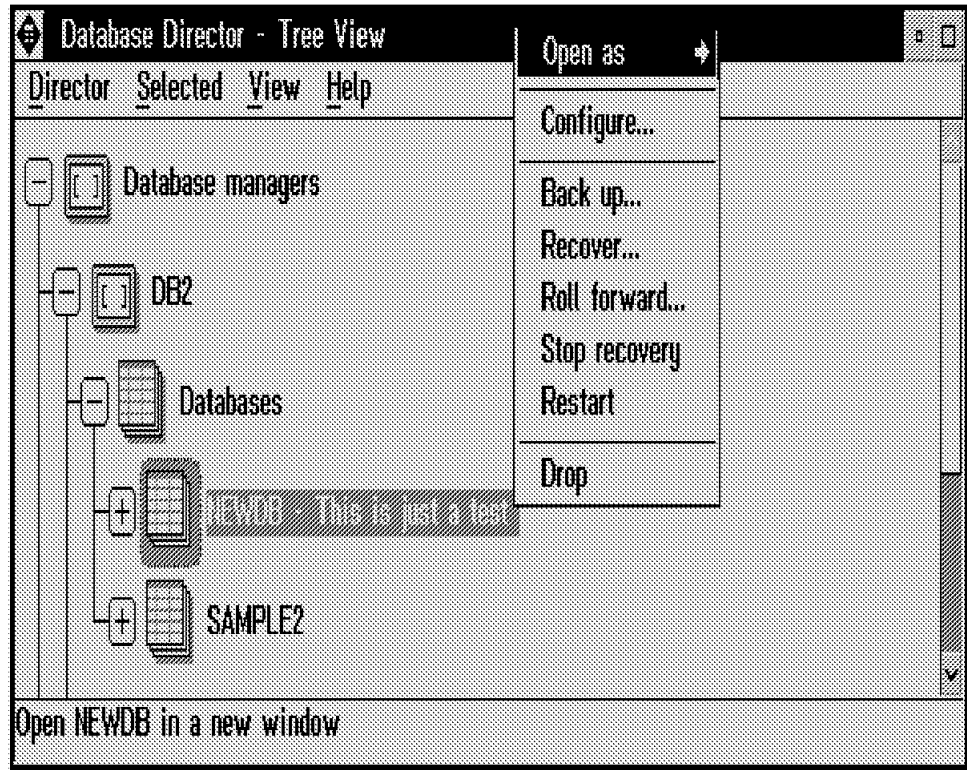 Database Director - Tree View
Director Selected View Help
Open as
Configure...
Back up...
Recover...
Roll forward...
Stop recovery
Restart
Drop
Database managers
DB2
Databases
NEWDB - This is just a test
SAMPLE2
Open NEWDB in a new window